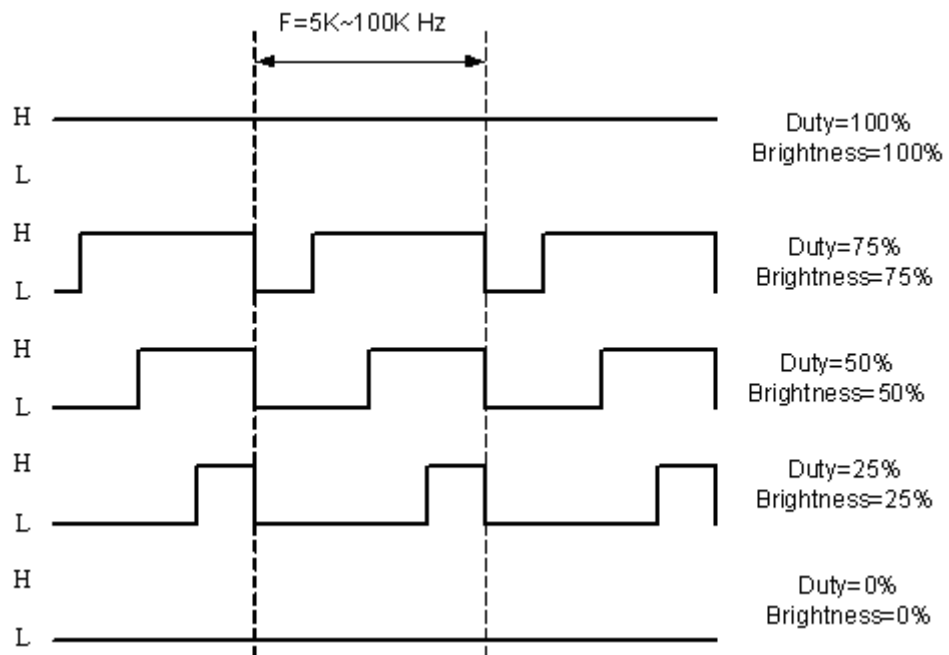 F=5K~100K Hz
H
L
Duty=100%
Brightness=100%
H
L
Duty=75%
Brightness=75%
H
L
Duty=50%
Brightness=50%
H
L
Duty=25%
Brightness=25%
H
L
Duty=0%
Brightness=0%